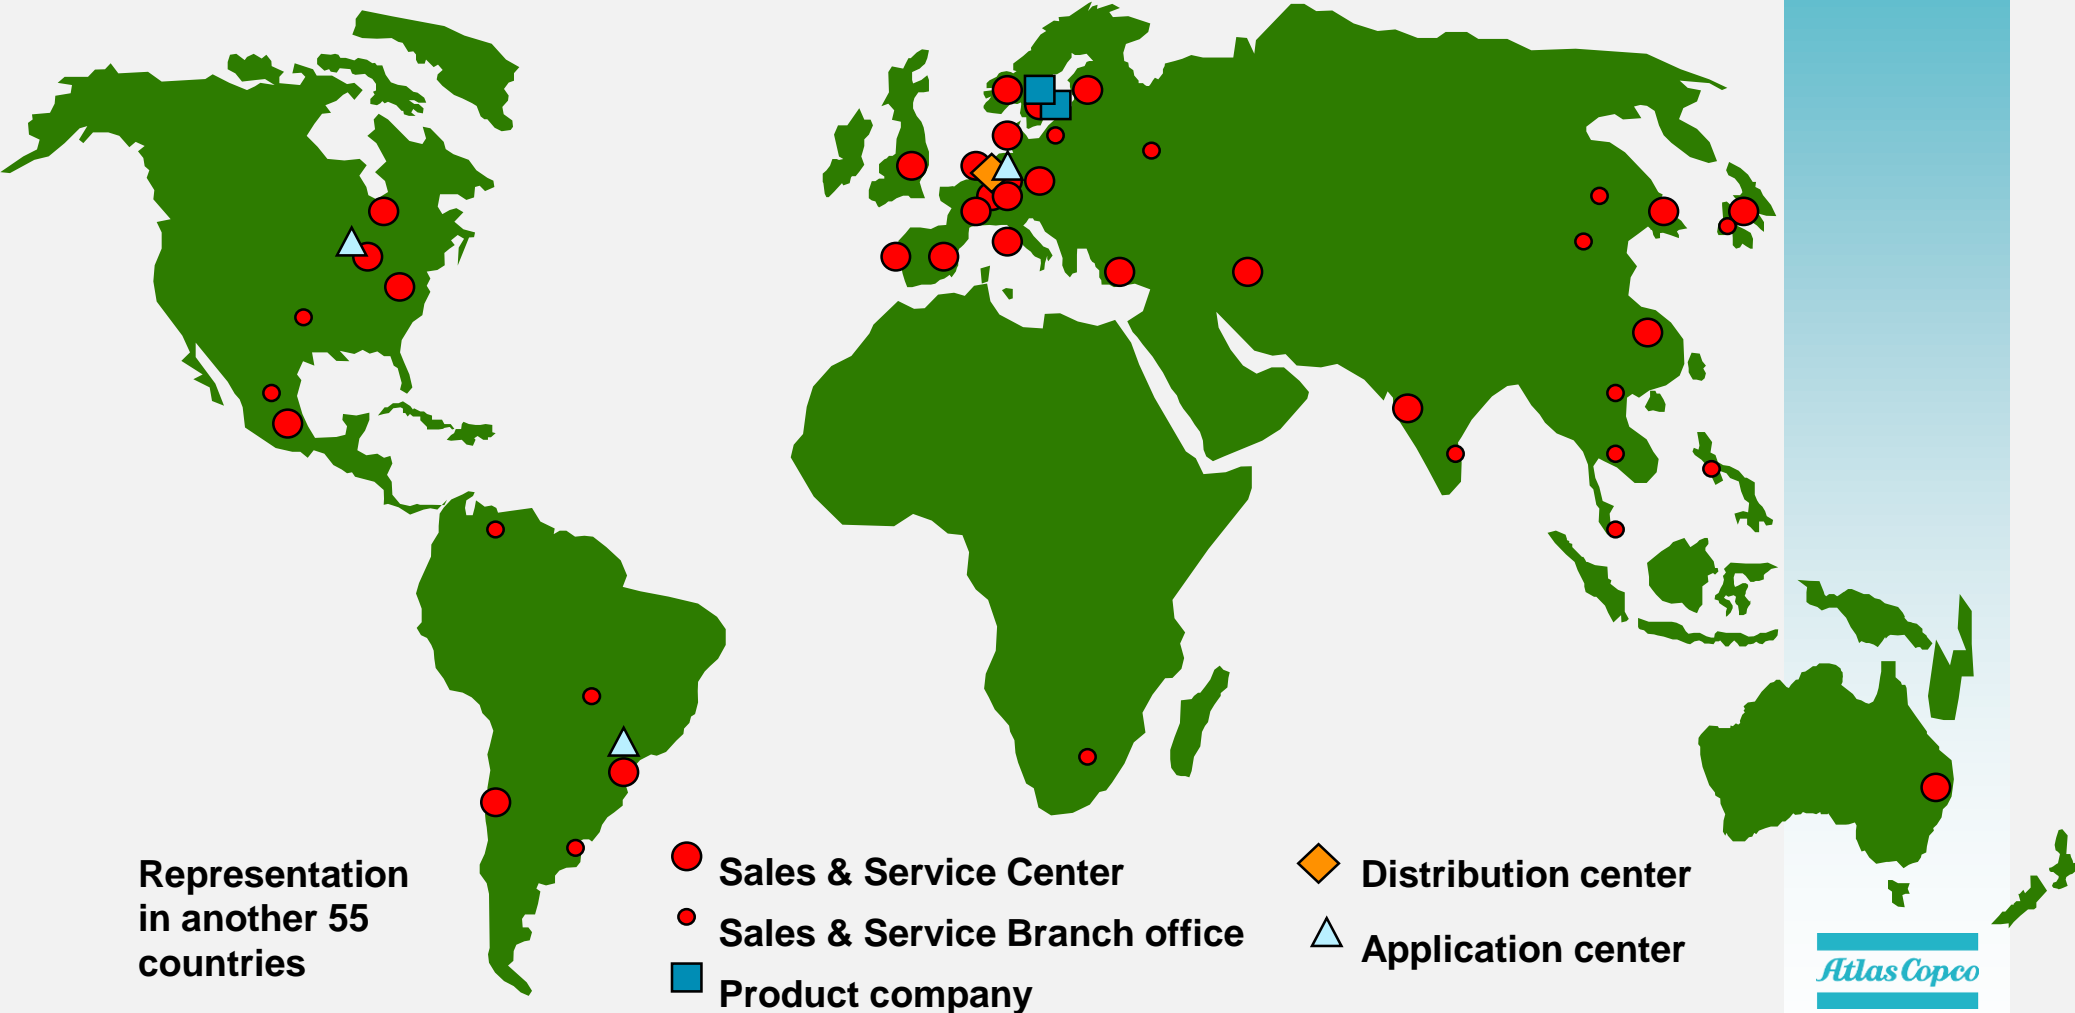 Representation
in another 55
countries
Sales & Service Center
Sales & Service Branch office
Product company
Distribution center
Application center
Atlas Copco